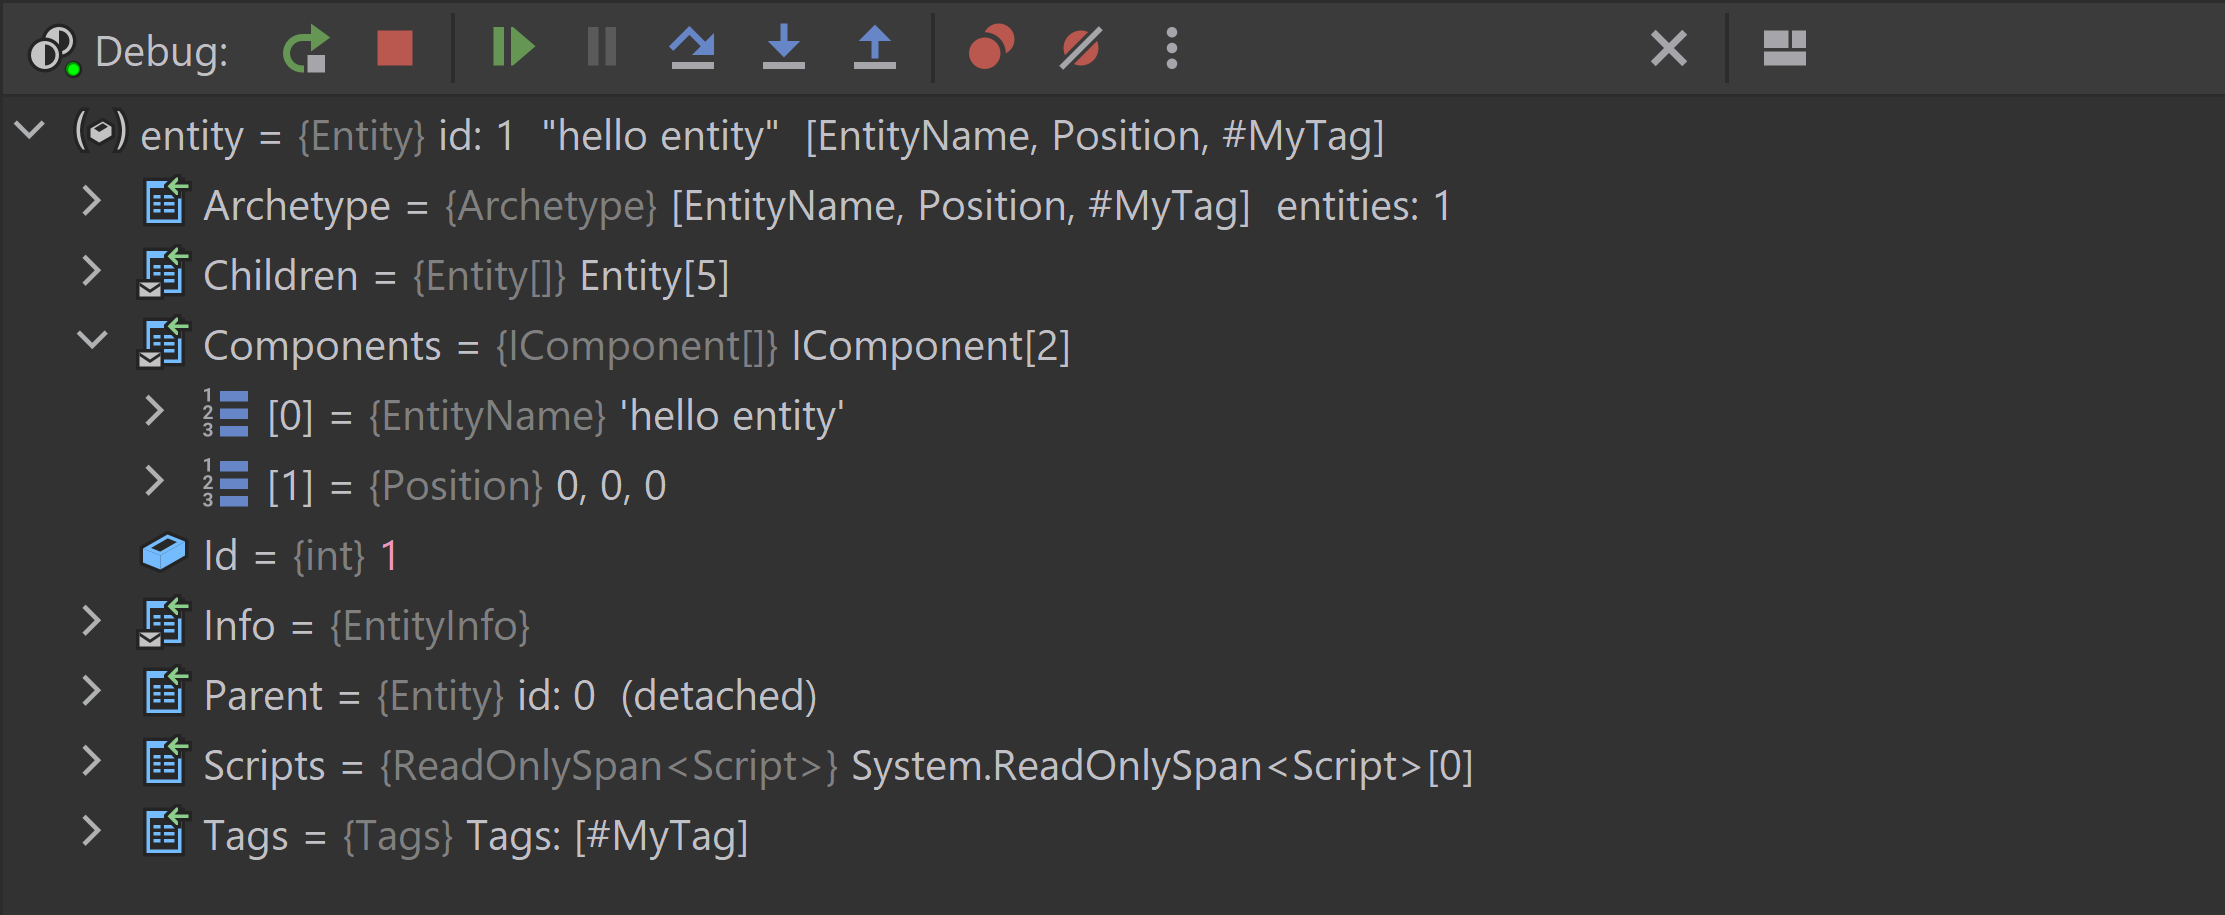 Debug:
entity = {Entity} id: 1  "hello entity"  [EntityName, Position, #MyTag]
Archetype = {Archetype} [EntityName, Position, #MyTag]  entities: 1
Children = {Entity[]} Entity[5]
Components = {IComponent[]} IComponent[2]
[0] = {EntityName} 'hello entity'
[1] = {Position} 0, 0, 0
Id = {int} 1
Info = {EntityInfo}
Parent = {Entity} id: 0  (detached)
Scripts = {ReadOnlySpan<Script>} System.ReadOnlySpan<Script>[0]
Tags = {Tags} Tags: [#MyTag]